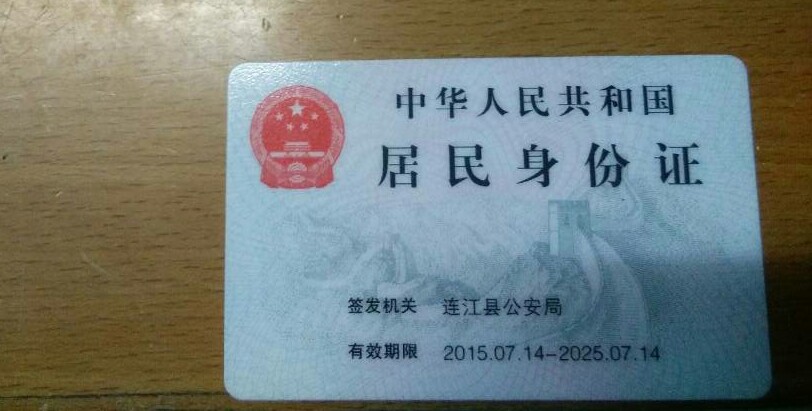 中华人民共和国
居民身份证
签发机关 连江县公安局
有效期限 2015.07.14-2025.07.14